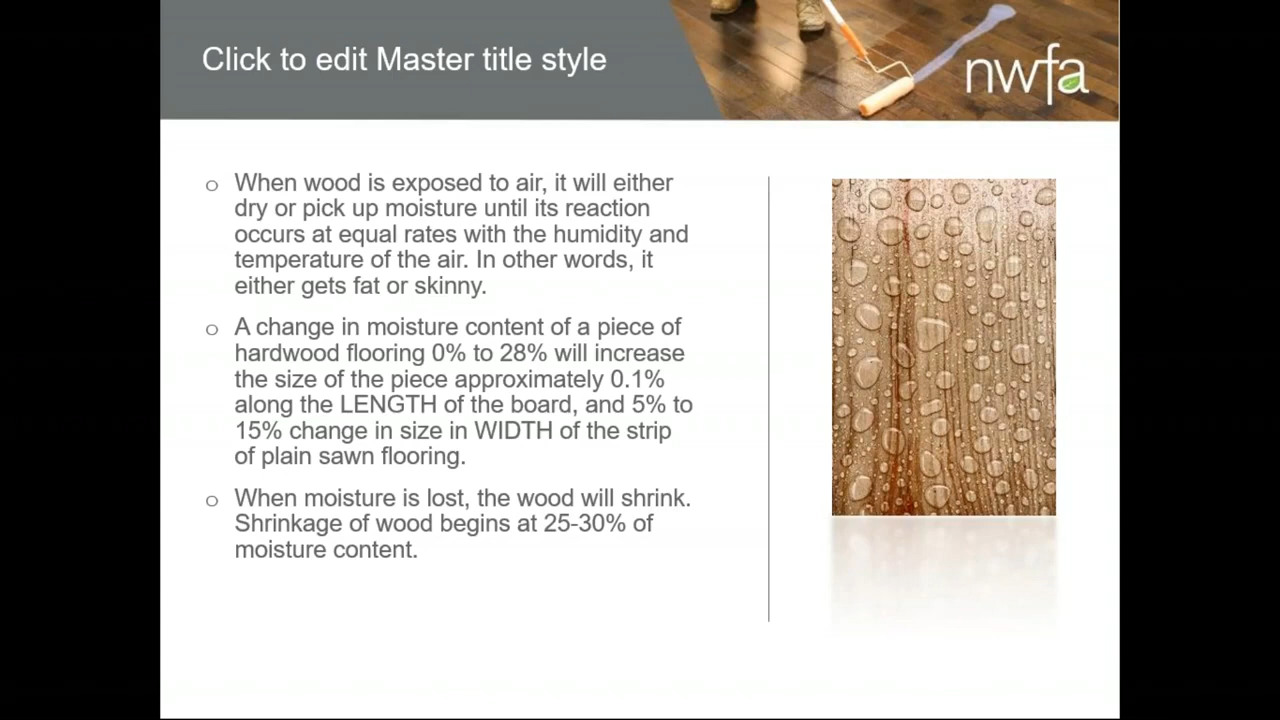 Click to edit Master title style
nwfa
When wood is exposed to air, it will either
dry or pick up moisture until its reaction
occurs at equal rates with the humidity and
temperature of the air. In other words, it
either gets fat or skinny.
A change in moisture content of a piece of
hardwood flooring 0% to 28% will increase
the size of the piece approximately 0.1%
along the LENGTH of the board, and 5% to
15% change in size in WIDTH of the strip
of plain sawn flooring.
When moisture is lost, the wood will shrink.
Shrinkage of wood begins at 25-30% of
moisture content.